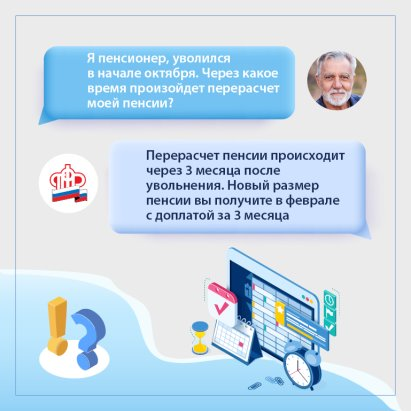 Я пенсионер, уволился
в начале октября. Через какое
время произойдет перерасчет
моей пенсии?
Перерасчет пенсии происходит
через 3 месяца после
увольнения. Новый размер
пенсии вы получите в феврале
с доплатой за 3 месяца